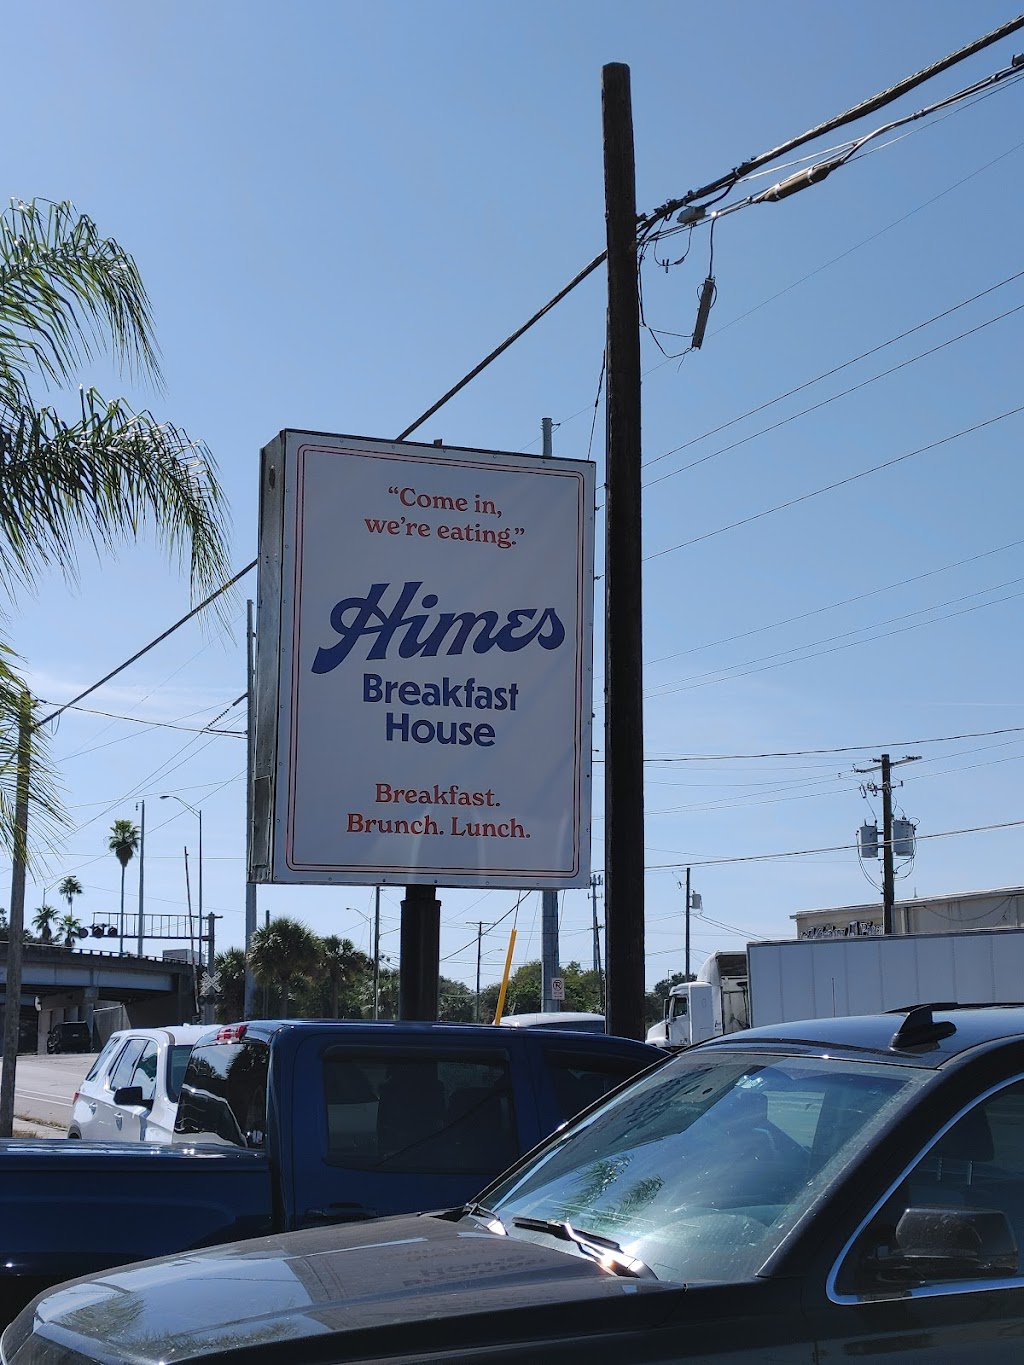 “Come in,
we’re eating.”
Himes
Breakfast
House
Breakfast.
Brunch. Lunch.